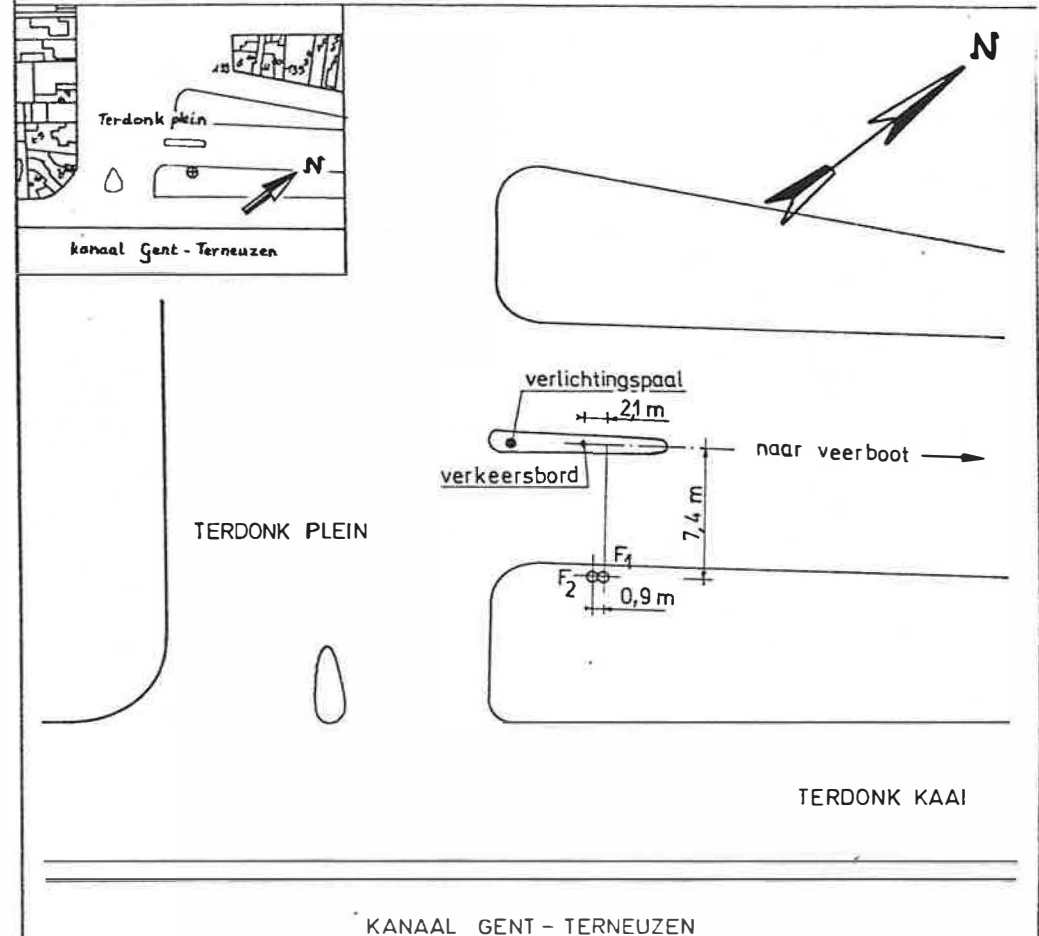 Terdonk plein
N
kanaal Gent - Terneuzen
N
verlichtingspaal
2,1 m
naar veerboot
verkeersbord
7,4 m
TERDONK PLEIN
F1
F2
0,9 m
TERDONK KAAI
KANAAL GENT - TERNEUZEN